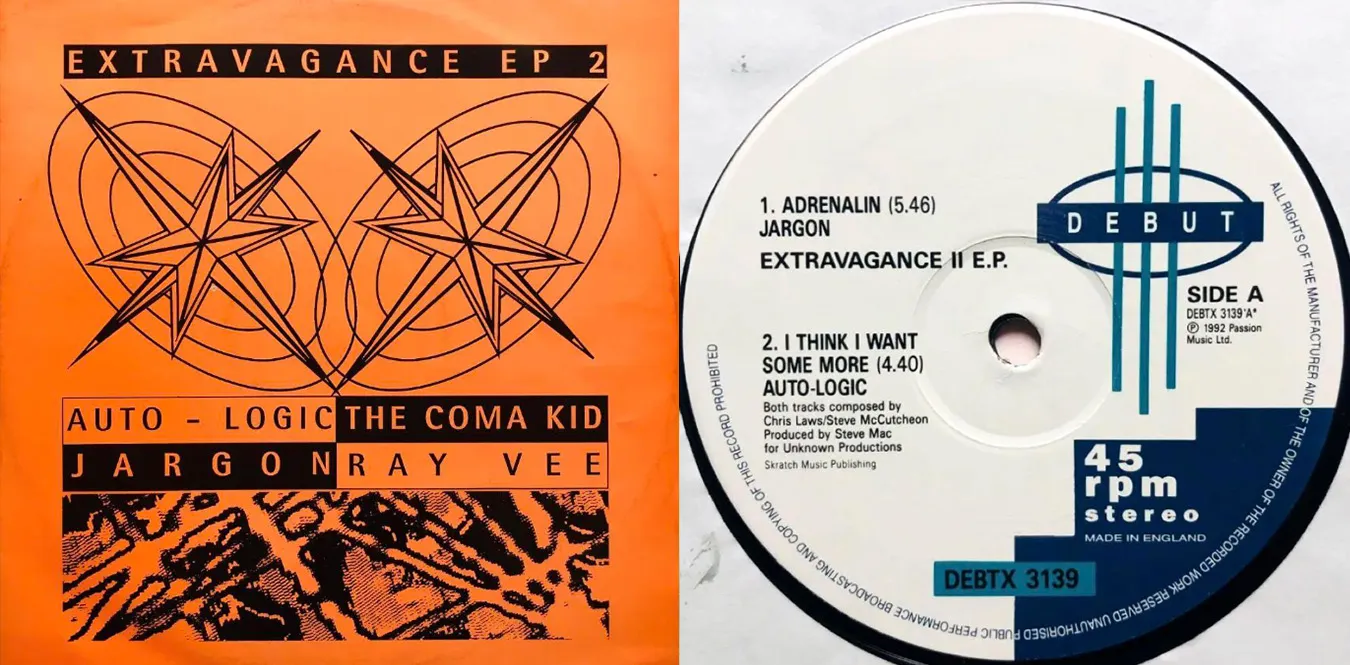 EXTRAVAGANCE EP 2
AUTO - LOGIC THE COMA KID
JARGON RAY VEE
1. ADRENALIN (5.46)
JARGON
EXTRAVAGANCE II E.P.
2. I THINK I WANT
SOME MORE (4.40)
AUTO-LOGIC
Both tracks composed by
Chris Laws/Steve McCutcheon
Produced by Steve Mac
for Unknown Productions
Skratch Music Publishing
DEBUT
SIDE A
DEBTX 3139'A'
℗ 1992 Passion
Music Ltd.
45
rpm
stereo
MADE IN ENGLAND
DEBTX 3139
ALL RIGHTS OF THE MANUFACTURER AND OF THE OWNER OF THE RECORDED WORK RESERVED UNAUTHORISED PUBLIC PERFORMANCE BROADCASTING AND COPYING OF THIS RECORD PROHIBITED